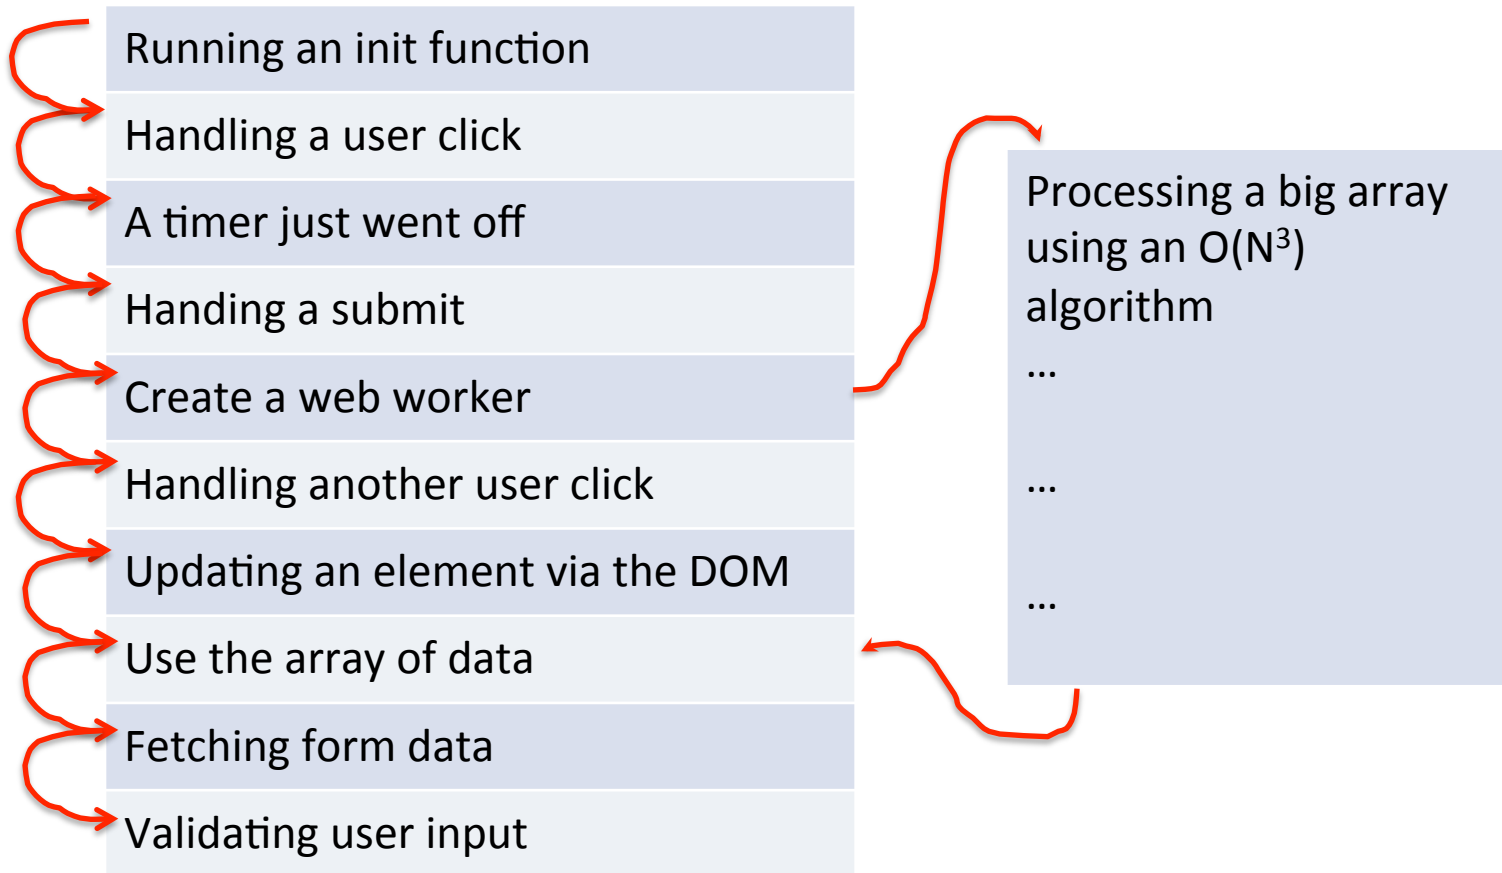 Running an init function
Handling a user click
A timer just went off
Handing a submit
Create a web worker
Handling another user click
Updating an element via the DOM
Use the array of data
Fetching form data
Validating user input
Processing a big array
using an O(N³)
algorithm
...
...
...